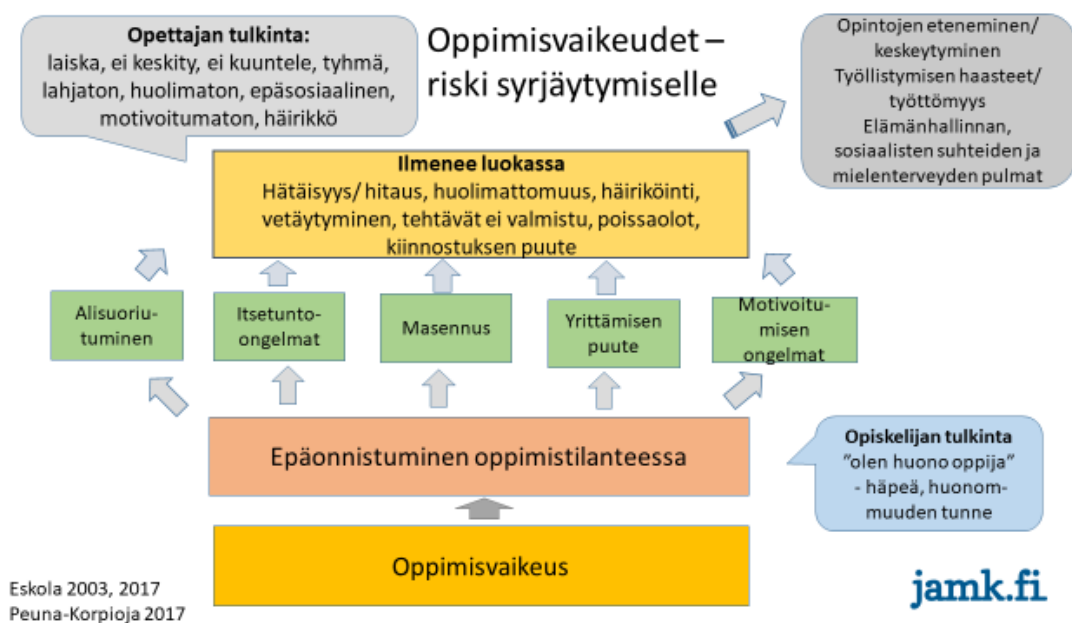 Opettajan tulkinta:
laiska, ei keskity, ei kuuntele, tyhmä,
lahjaton, huolimaton, epäsosiaalinen,
motivoitumaton, häirikkö
Oppimisvaikeudet –
riski syrjäytymiselle
Opintojen eteneminen/
keskeytyminen
Työllistymisen haasteet/
työttömyys
Elämänhallinnan,
sosiaalisten suhteiden ja
mielenterveyden pulmat
Ilmenee luokassa
Hätäisyys/ hitaus, huolimattomuus, häiriköinti,
vetäytyminen, tehtävät ei valmistu, poissaolot,
kiinnostuksen puute
Alisuoriu-
tuminen
Itsetunto-
ongelmat
Masennus
Yrittämisen
puute
Motivoitu-
misen
ongelmat
Epäonnistuminen oppimistilanteessa
Opiskelijan tulkinta
”olen huono oppija”
- häpeä, huonom-
muuden tunne
Oppimisvaikeus
Eskola 2003, 2017
Peuna-Korpioja 2017
jamk.fi